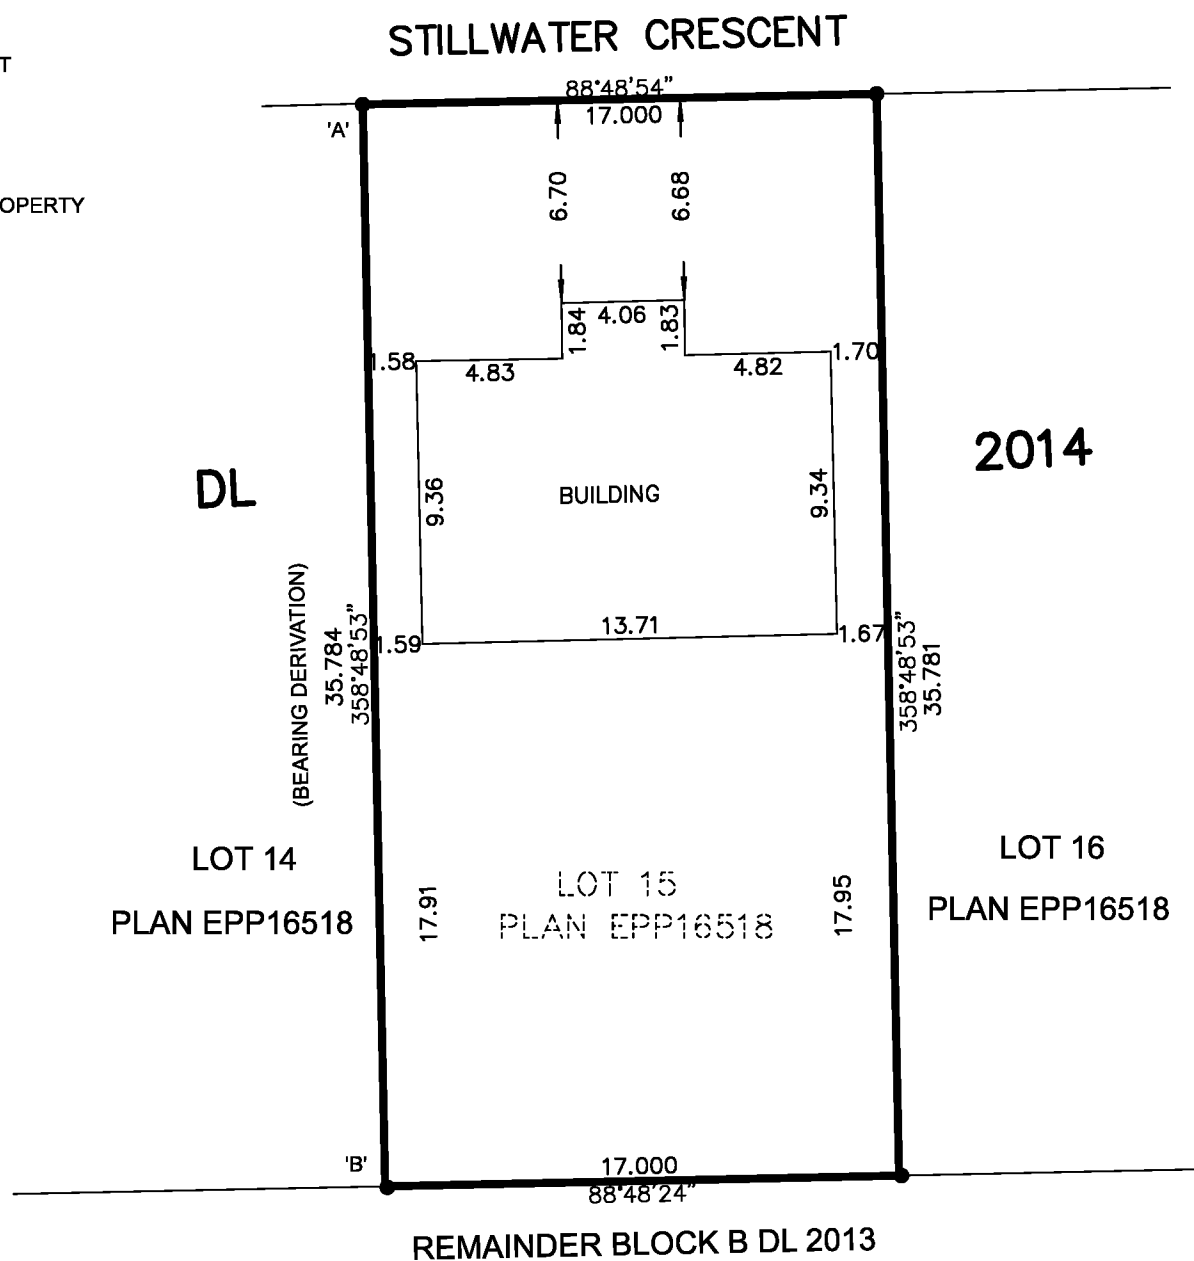 STILLWATER CRESCENT
T
88°48'54"
17.000
'A'
OPERTY
6.70
6.68
1.84
4.06
1.83
1.58
4.83
4.82
1.70
DL
2014
9.36
BUILDING
9.34
(BEARING DERIVATION)
35.784
358°48'53"
1.59
13.71
1.67
358°48'53"
35.781
LOT 14
PLAN EPP16518
17.91
LOT 15
PLAN EPP16518
17.95
LOT 16
PLAN EPP16518
'B'
17.000
88°48'24"
REMAINDER BLOCK B DL 2013